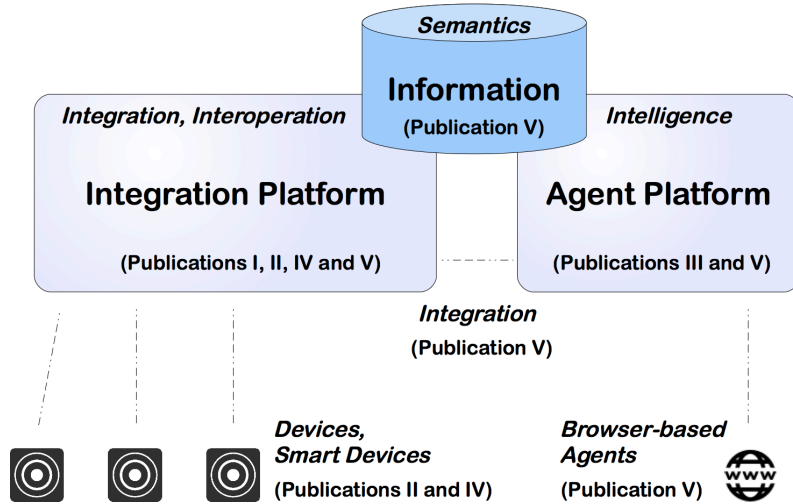 Semantics
Information
(Publication V)
Integration, Interoperation
Integration Platform
(Publications I, II, IV and V)
Intelligence
Agent Platform
(Publications III and V)
Integration
(Publication V)
Devices,
Smart Devices
(Publications II and IV)
Browser-based
Agents
(Publication V)
WWW